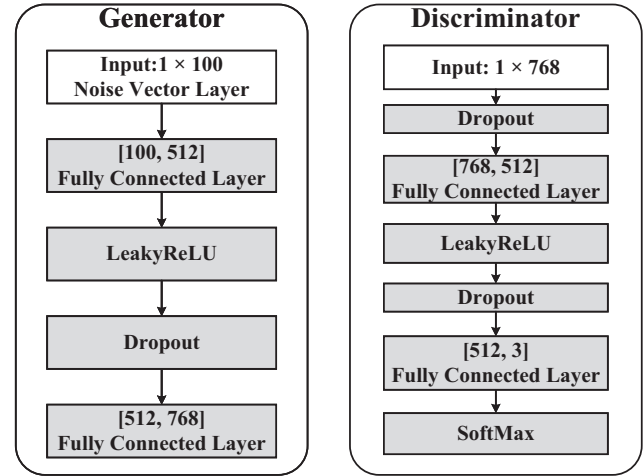 Generator
Input:1 × 100
Noise Vector Layer
[100, 512]
Fully Connected Layer
LeakyReLU
Dropout
[512, 768]
Fully Connected Layer
Discriminator
Input: 1 × 768
Dropout
[768, 512]
Fully Connected Layer
LeakyReLU
Dropout
[512, 3]
Fully Connected Layer
SoftMax